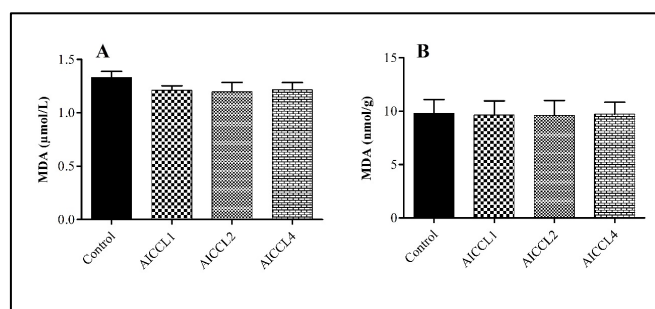 A
MDA (µmol/L)
1.5
1.0
0.5
0.0
Control
AICCL1
AICCL2
AICCL4
B
MDA (nmol/g)
15
10
5
0
Control
AICCL1
AICCL2
AICCL4